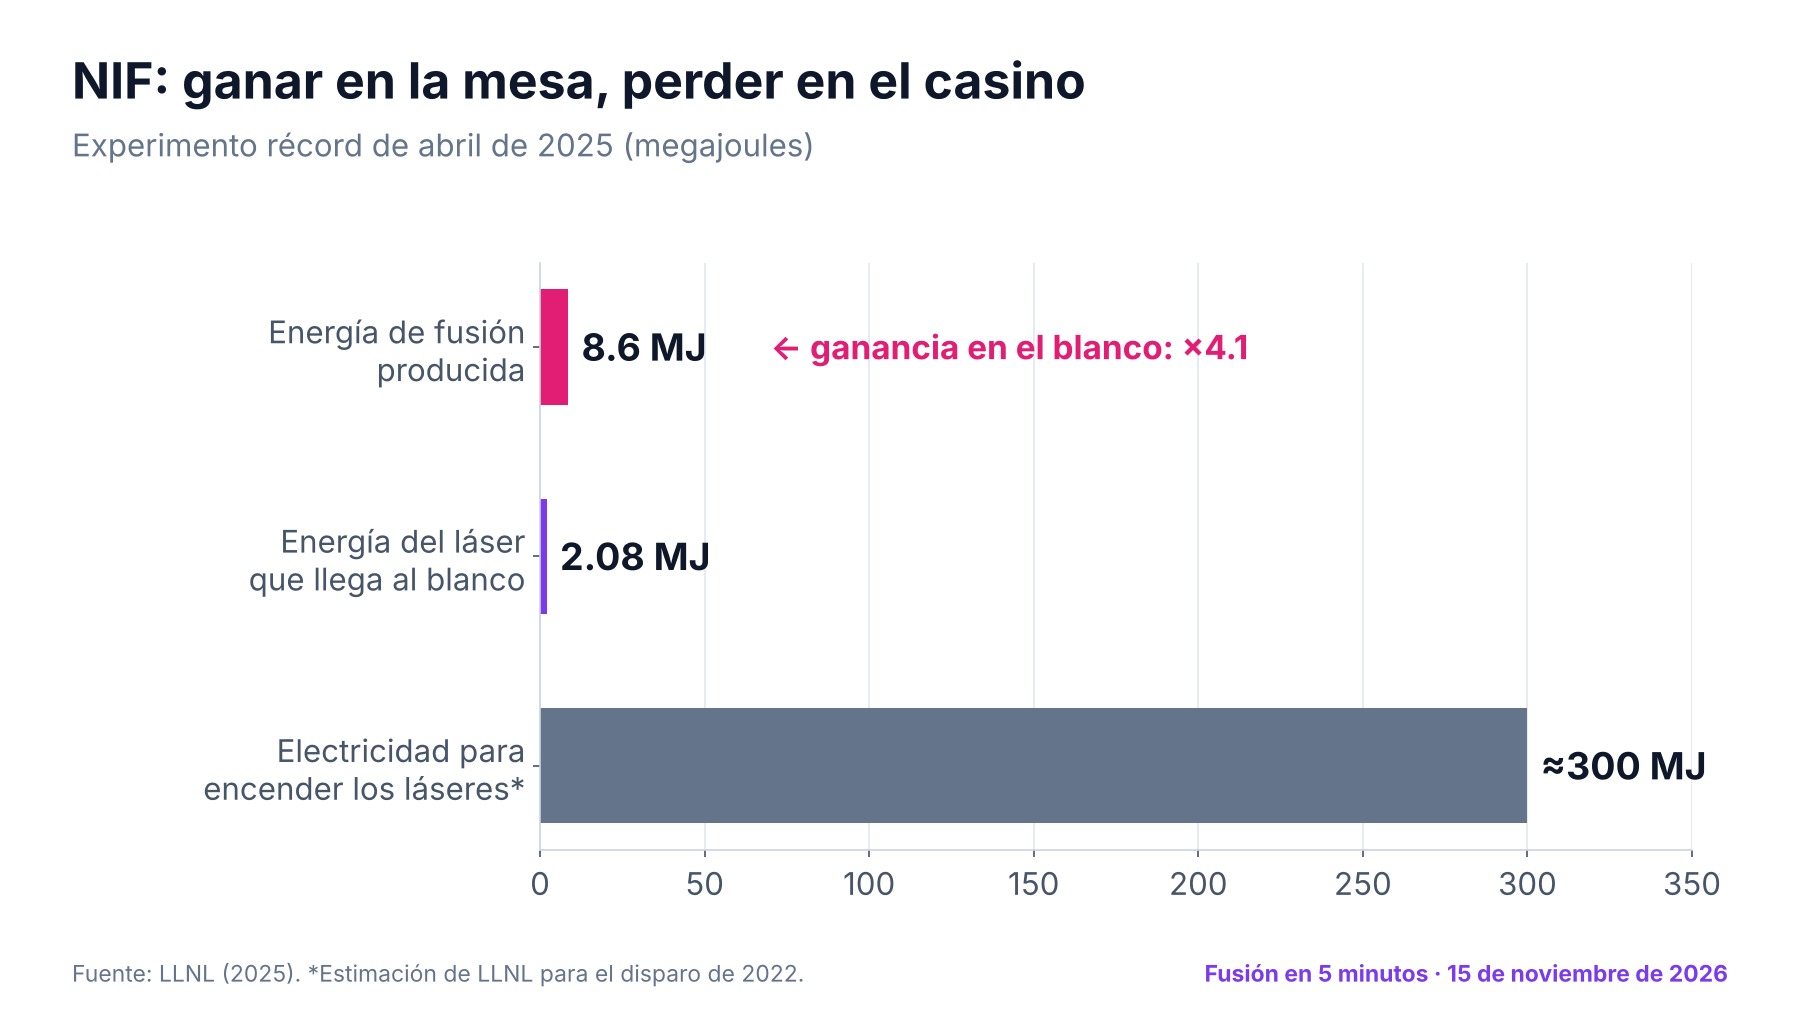 NIF: ganar en la mesa, perder en el casino
Experimento récord de abril de 2025 (megajoules)
Energía de fusión
producida
8.6 MJ
← ganancia en el blanco: ×4.1
Energía del láser
que llega al blanco
2.08 MJ
Electricidad para
encender los láseres*
≈300 MJ
0 50 100 150 200 250 300 350
Fuente: LLNL (2025). *Estimación de LLNL para el disparo de 2022.
Fusión en 5 minutos · 15 de noviembre de 2026